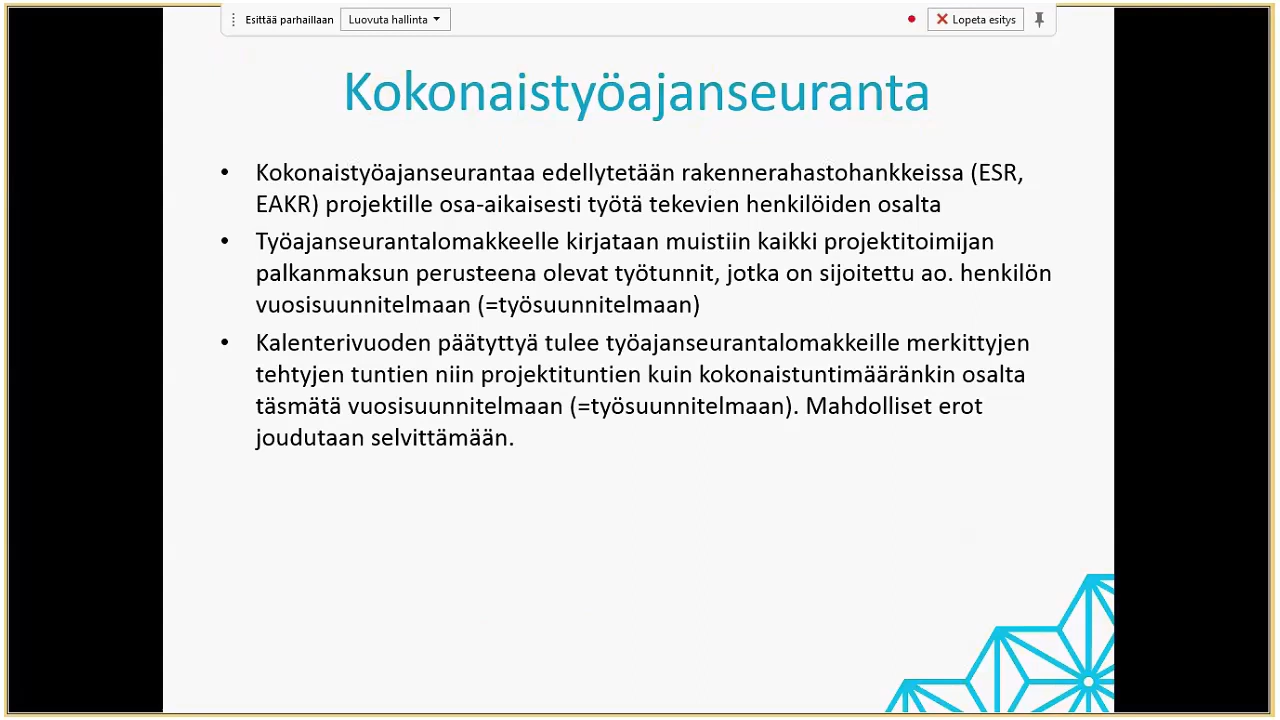 Esittää parhaillaan Luovuta hallinta Lopeta esitys
Kokonaistyöajanseuranta
• Kokonaistyöajanseurantaa edellytetään rakennerahastohankkeissa (ESR,
EAKR) projektille osa-aikaisesti työtä tekevien henkilöiden osalta
• Työajanseurantalomakkeelle kirjataan muistiin kaikki projektitoimijan
palkanmaksun perusteena olevat työtunnit, jotka on sijoitettu ao. henkilön
vuosisuunnitelmaan (=työsuunnitelmaan)
• Kalenterivuoden päätyttyä tulee työajanseurantalomakkeille merkittyjen
tehtyjen tuntien niin projektituntien kuin kokonaistuntimääränkin osalta
täsmätä vuosisuunnitelmaan (=työsuunnitelmaan). Mahdolliset erot
joudutaan selvittämään.